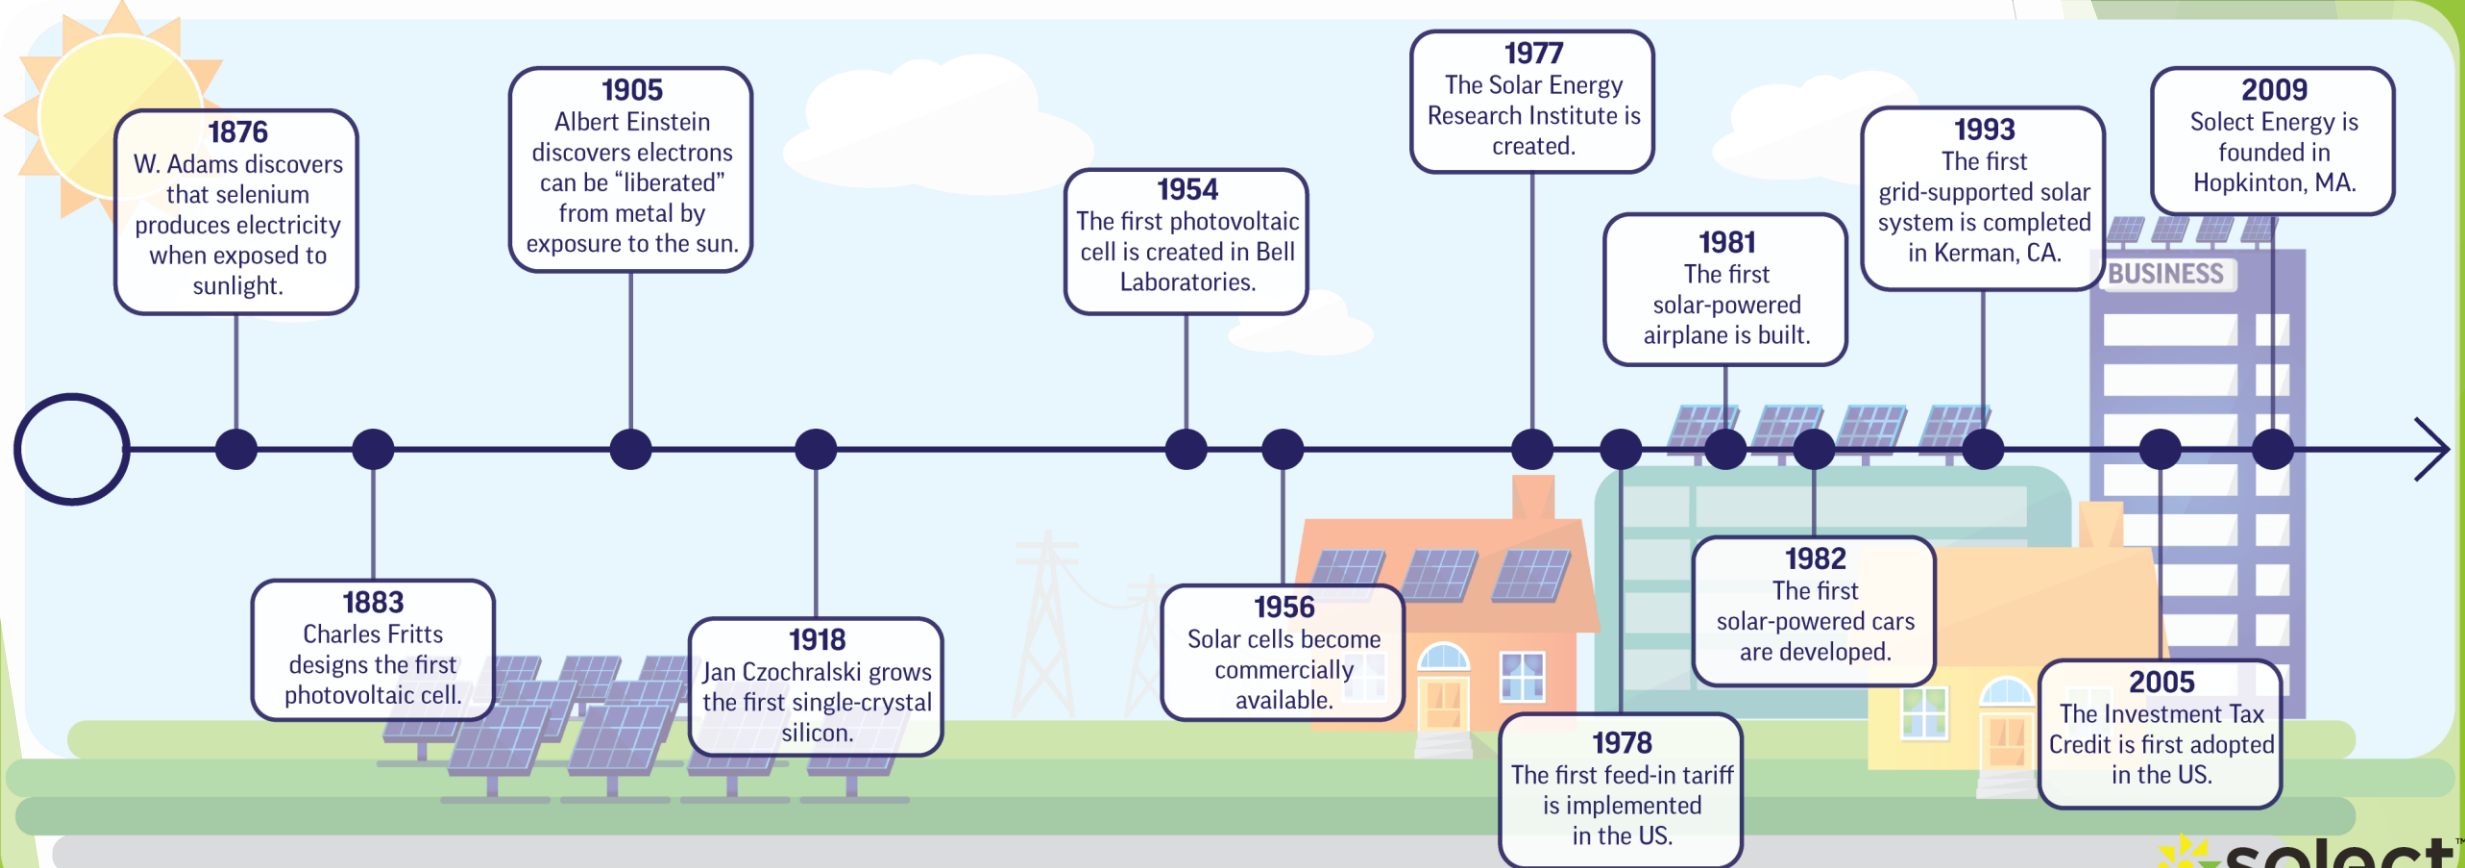 1876
W. Adams discovers
that selenium
produces electricity
when exposed to
sunlight.
1883
Charles Fritts
designs the first
photovoltaic cell.
1905
Albert Einstein
discovers electrons
can be “liberated”
from metal by
exposure to the sun.
1918
Jan Czochralski grows
the first single-crystal
silicon.
1954
The first photovoltaic
cell is created in Bell
Laboratories.
1956
Solar cells become
commercially
available.
1977
The Solar Energy
Research Institute is
created.
1978
The first feed-in tariff
is implemented
in the US.
1981
The first
solar-powered
airplane is built.
1982
The first
solar-powered cars
are developed.
1993
The first
grid-supported solar
system is completed
in Kerman, CA.
2005
The Investment Tax
Credit is first adopted
in the US.
2009
Solect Energy is
founded in
Hopkinton, MA.
BUSINESS
solect™